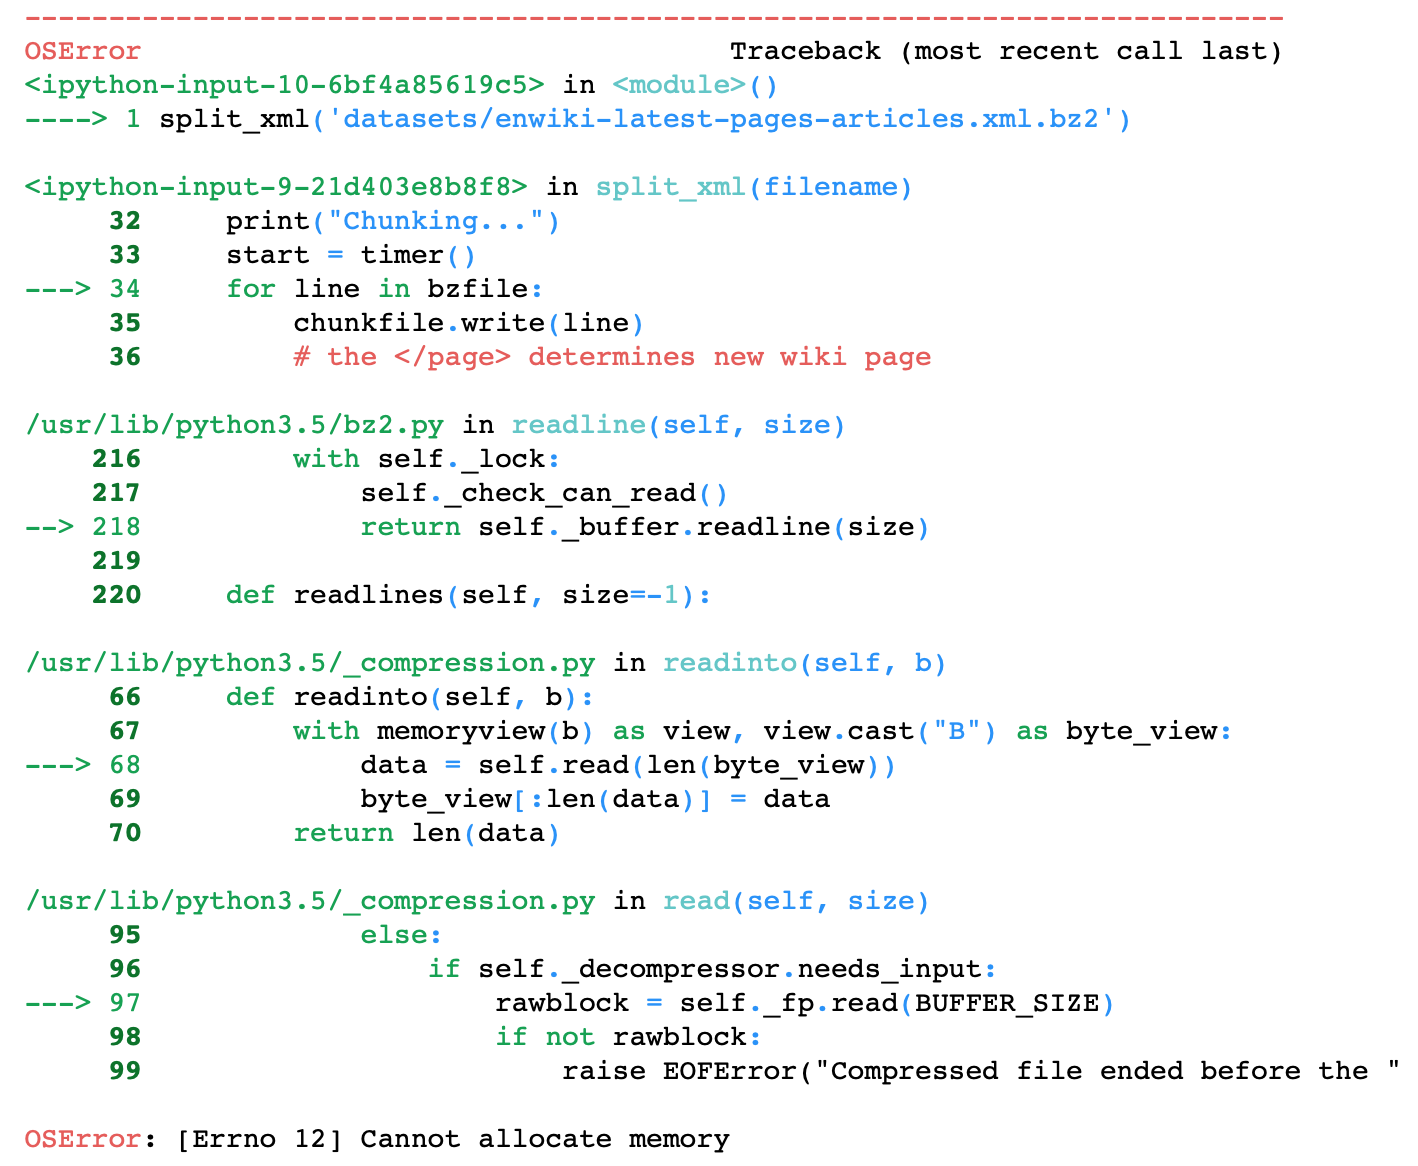 ---------------------------------------------------------------------------
OSError                                   Traceback (most recent call last)
<ipython-input-10-6bf4a85619c5> in <module>()
----> 1 split_xml('datasets/enwiki-latest-pages-articles.xml.bz2')

<ipython-input-9-21d403e8b8f8> in split_xml(filename)
     32     print("Chunking...")
     33     start = timer()
---> 34     for line in bzfile:
     35         chunkfile.write(line)
     36         # the </page> determines new wiki page

/usr/lib/python3.5/bz2.py in readline(self, size)
    216         with self._lock:
    217             self._check_can_read()
--> 218             return self._buffer.readline(size)
    219
    220     def readlines(self, size=-1):

/usr/lib/python3.5/_compression.py in readinto(self, b)
     66     def readinto(self, b):
     67         with memoryview(b) as view, view.cast("B") as byte_view:
---> 68             data = self.read(len(byte_view))
     69             byte_view[:len(data)] = data
     70         return len(data)

/usr/lib/python3.5/_compression.py in read(self, size)
     95             else:
     96                 if self._decompressor.needs_input:
---> 97                     rawblock = self._fp.read(BUFFER_SIZE)
     98                     if not rawblock:
     99                         raise EOFError("Compressed file ended before the "

OSError: [Errno 12] Cannot allocate memory